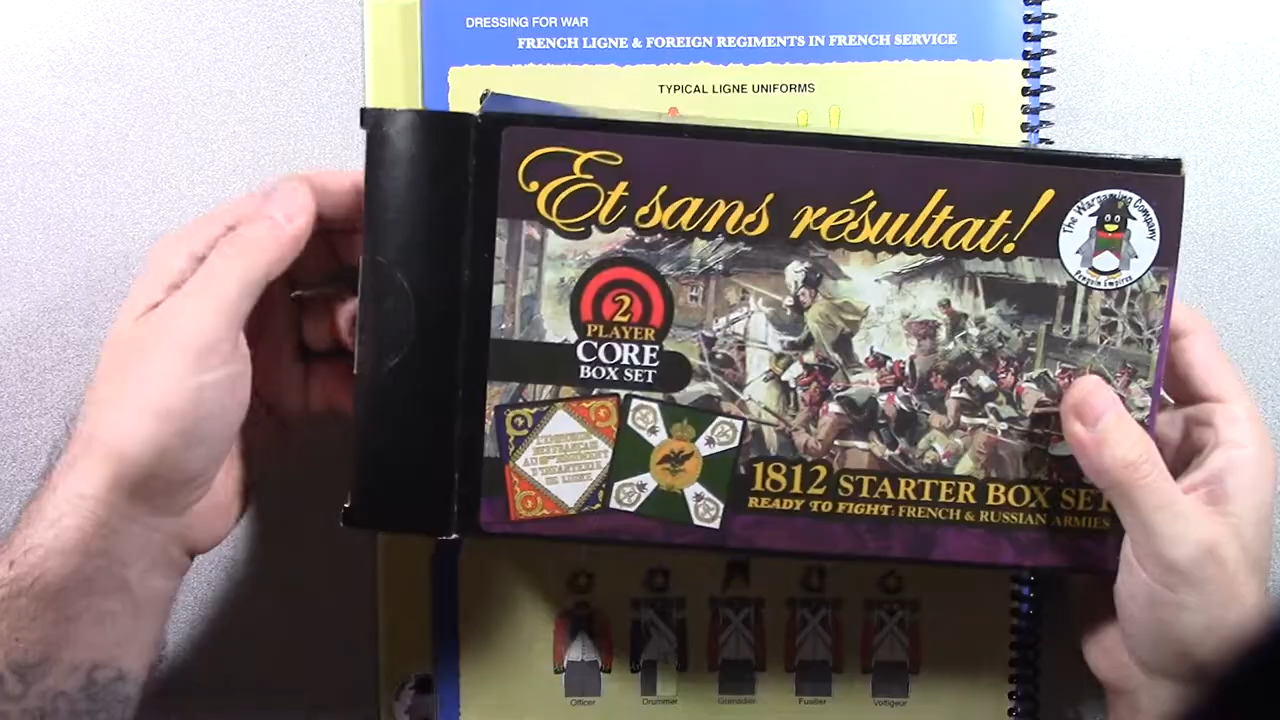 DRESSING FOR WAR
FRENCH LIGNE & FOREIGN REGIMENTS IN FRENCH SERVICE
TYPICAL LIGNE UNIFORMS
Et sans résultat!
The Wargaming Company
Penguin Empires
2
PLAYER
CORE
BOX SET
1812 STARTER BOX SET
READY TO FIGHT: FRENCH & RUSSIAN ARMIES
Officer Drummer Grenadier Fusilier Voltigeur